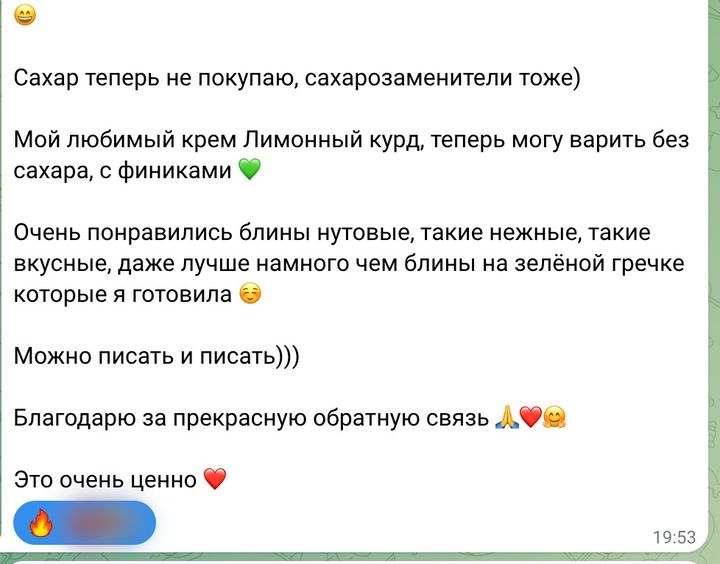 😄
Сахар теперь не покупаю, сахарозаменители тоже)
Мой любимый крем Лимонный курд, теперь могу варить без
сахара, с финиками 💚
Очень понравились блины нутовые, такие нежные, такие
вкусные, даже лучше намного чем блины на зелёной гречке
которые я готовила ☺️
Можно писать и писать)))
Благодарю за прекрасную обратную связь 🙏❤️🤗
Это очень ценно ❤️
🔥
19:53